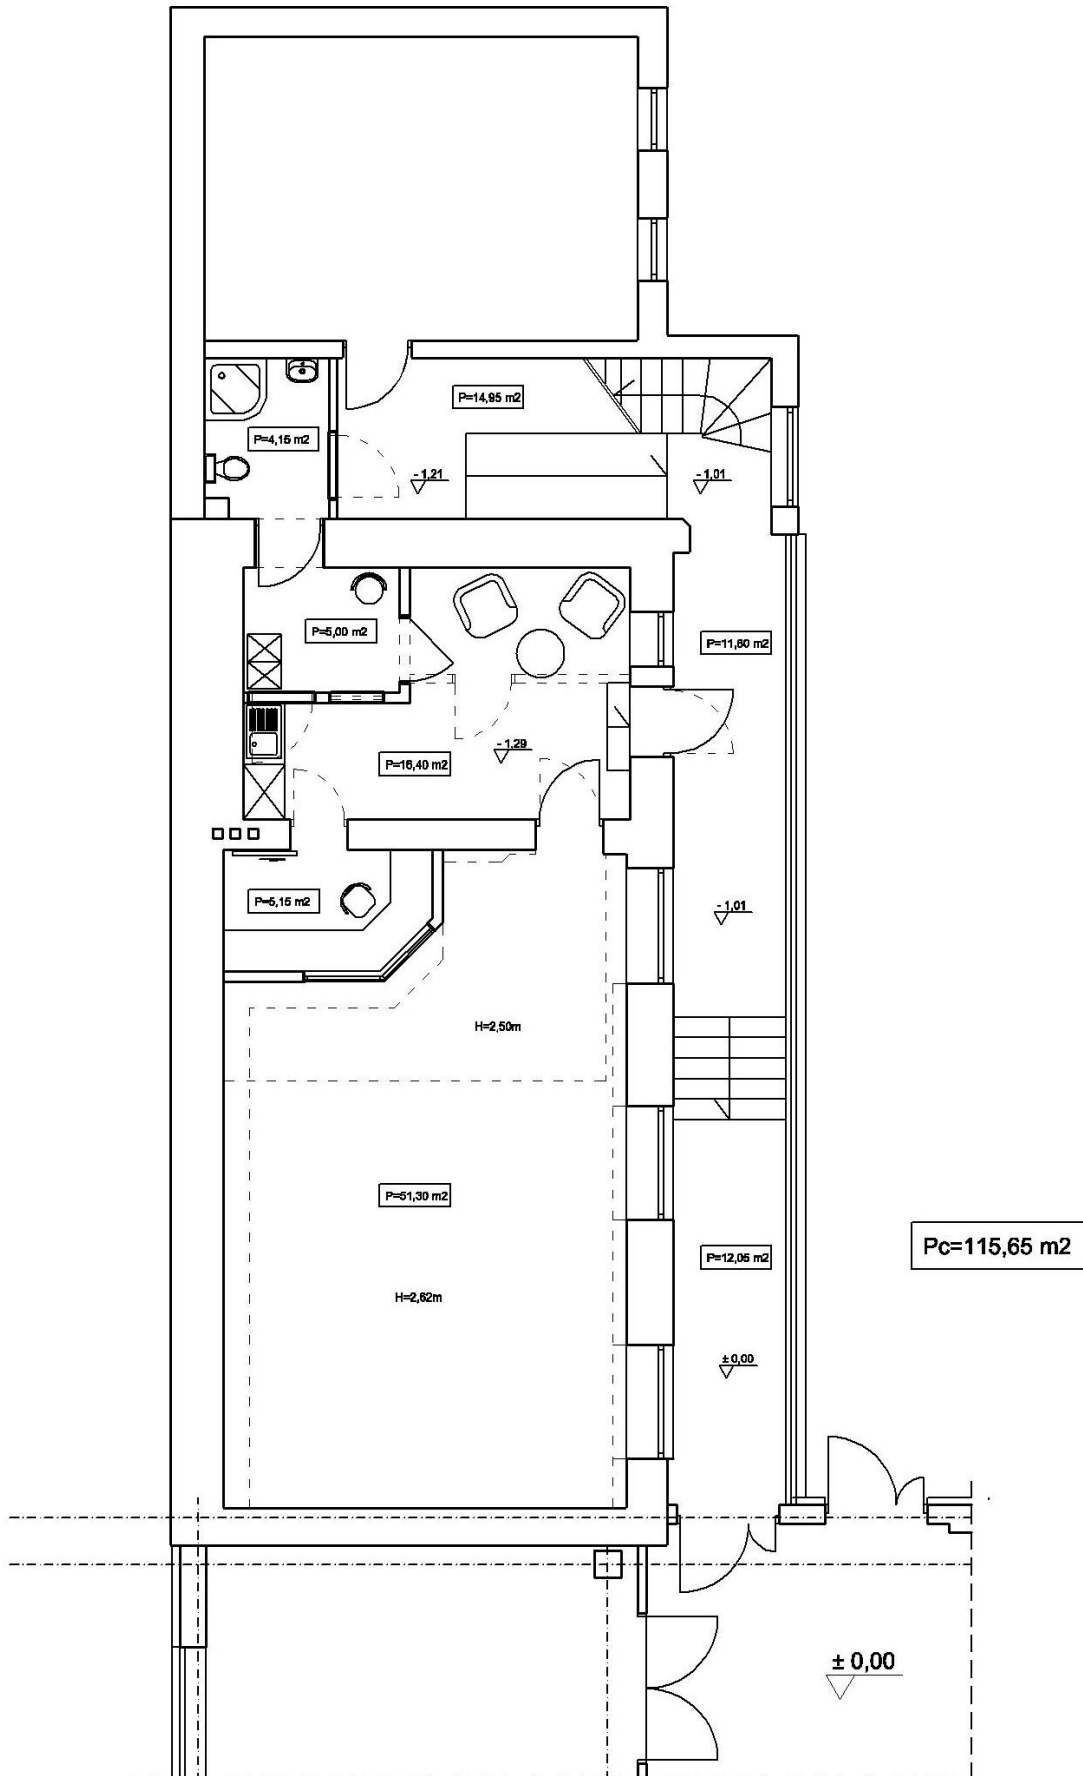 P=14,95 m2
P=4,15 m2
- 1,21
- 1,01
P=5,00 m2
P=11,60 m2
- 1,29
P=16,40 m2
P=5,15 m2
- 1,01
H=2,50m
P=51,30 m2
Pc=115,65 m2
P=12,05 m2
H=2,62m
± 0,00
± 0,00